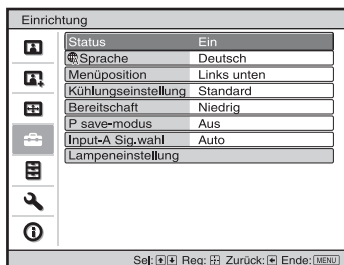 Einrichtung
Status Ein
Sprache Deutsch
Menüposition Links unten
Kühlungseinstellung Standard
Bereitschaft Niedrig
P save-modus Aus
Input-A Sig.wahl Auto
Lampeneinstellung
Sel: Reg: Zurück: Ende: MENU